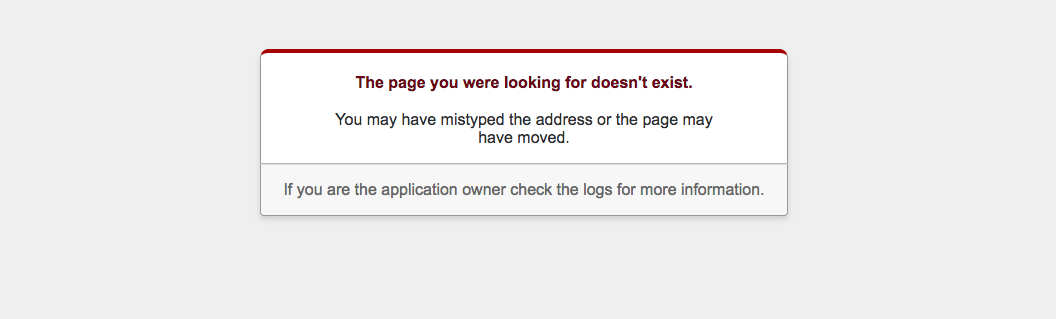 The page you were looking for doesn't exist.
You may have mistyped the address or the page may
have moved.
If you are the application owner check the logs for more information.